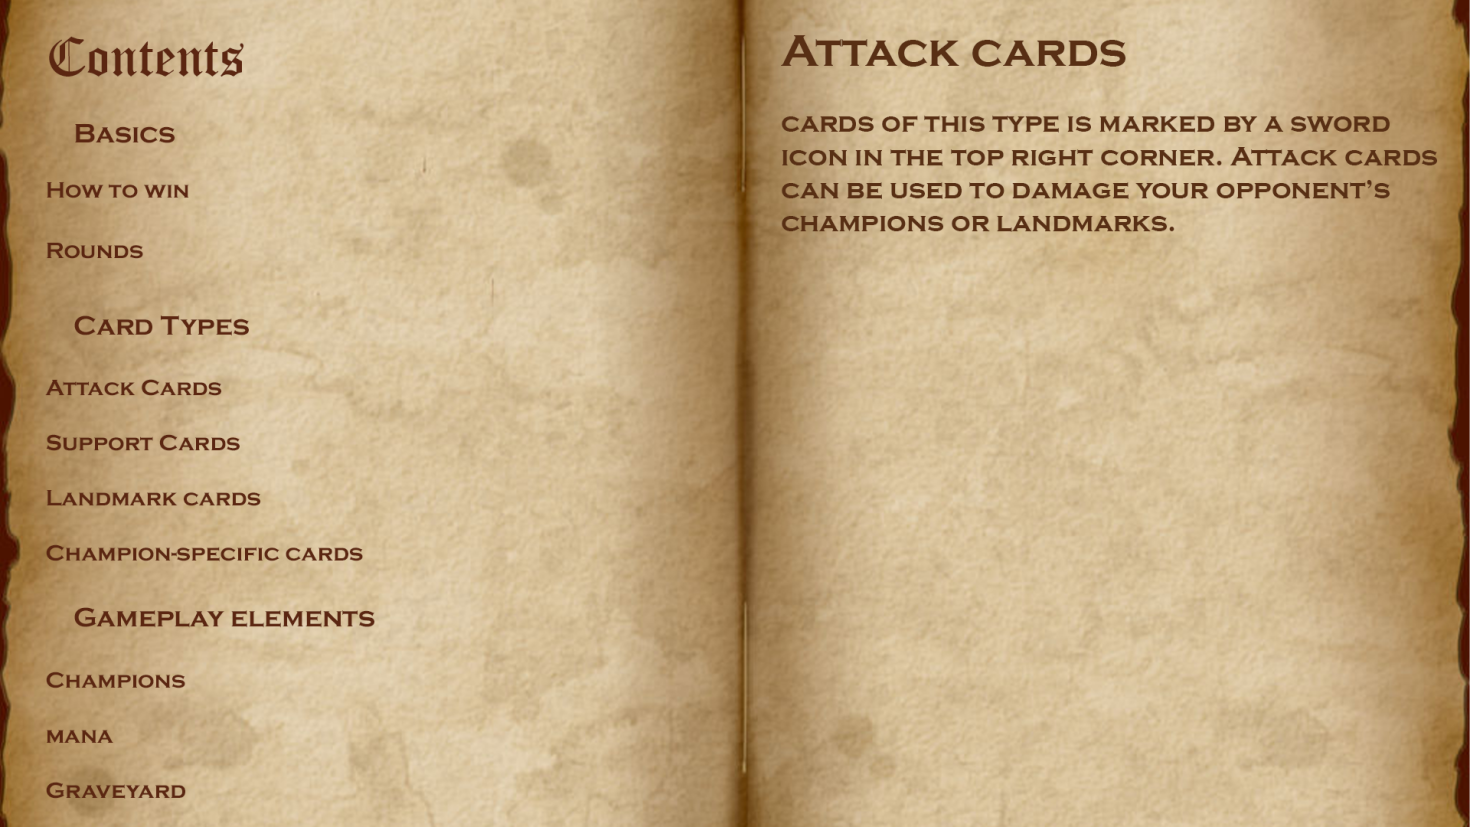 Contents
Basics
How to win
Rounds
Card Types
Attack Cards
Support Cards
Landmark cards
Champion-specific cards
Gameplay elements
Champions
mana
Graveyard
Attack cards
cards of this type is marked by a sword
icon in the top right corner. Attack cards
can be used to damage your opponent's
champions or landmarks.